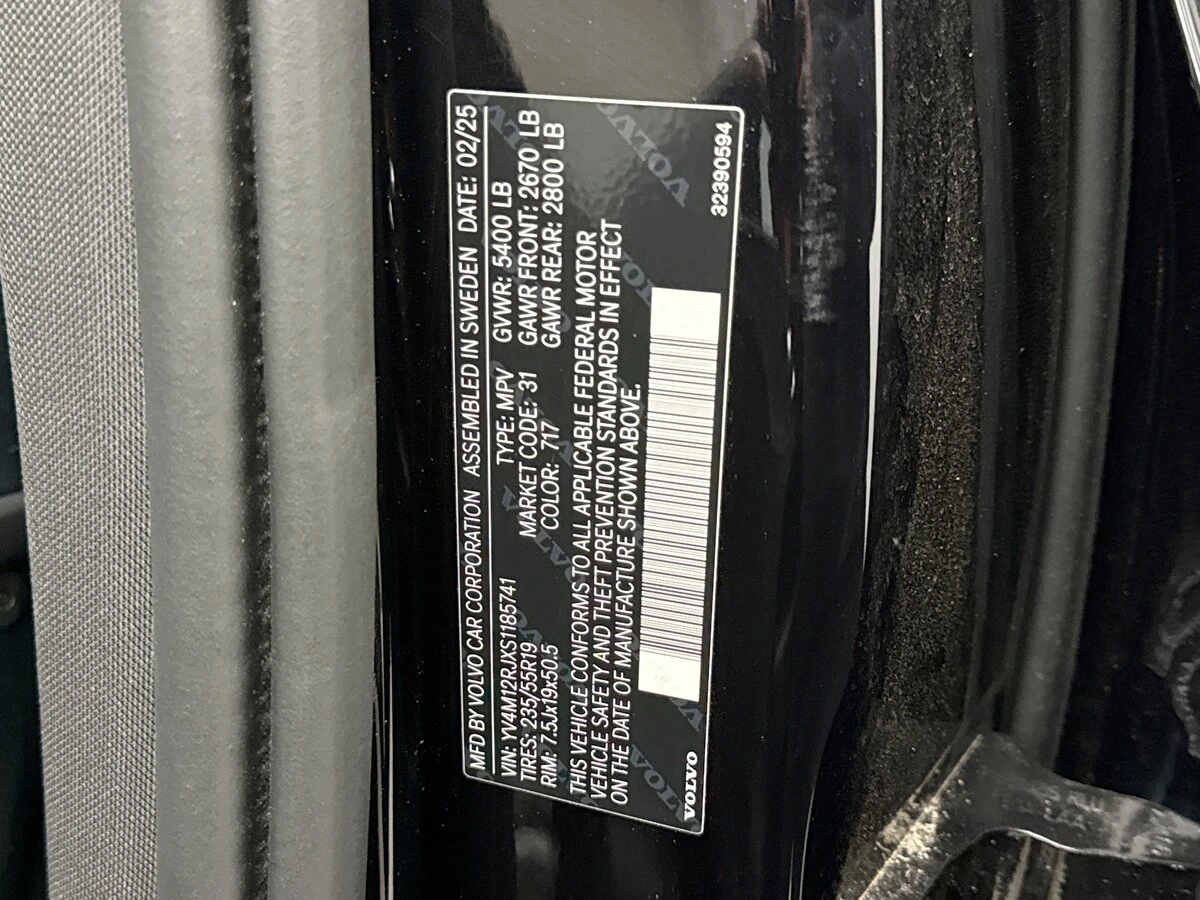 MFD BY VOLVO CAR CORPORATION ASSEMBLED IN SWEDEN DATE: 02/25
VIN: YV4M12RJXS1185741 TYPE: MPV GVWR: 5400 LB
TIRES: 235/55R19 MARKET CODE: 31 GAWR FRONT: 2670 LB
RIM: 7.5Jx19x50.5 COLOR: 717 GAWR REAR: 2800 LB
THIS VEHICLE CONFORMS TO ALL APPLICABLE FEDERAL MOTOR
VEHICLE SAFETY AND THEFT PREVENTION STANDARDS IN EFFECT
ON THE DATE OF MANUFACTURE SHOWN ABOVE.
VOLVO 32390594